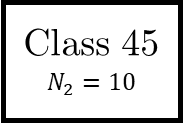 Class 45
N₂ = 10